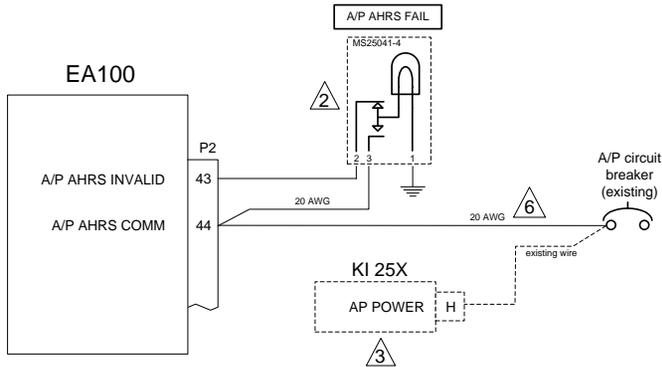 A/P AHRS FAIL
MS25041-4
EA100
2
P2
2 3 1
A/P AHRS INVALID 43
20 AWG
A/P AHRS COMM 44
20 AWG
6
A/P circuit
breaker
(existing)
existing wire
KI 25X
AP POWER H
3